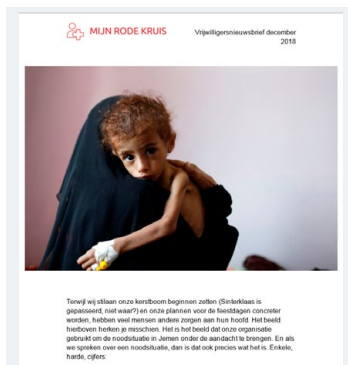 MIJN RODE KRUIS
Vrijwilligersnieuwsbrief december
2018
Terwijl wij stilaan onze kerstboom beginnen zetten (Sinterklaas is
gepasseerd, niet waar?) en onze plannen voor de feestdagen concreter
worden, hebben veel mensen andere zorgen aan hun hoofd. Het beeld
hierboven herken je misschien. Het is het beeld dat onze organisatie
gebruikt om de noodsituatie in Jemen onder de aandacht te brengen. En als
we spreken over een noodsituatie, dan is dat ook precies wat het is. Enkele,
harde, cijfers: